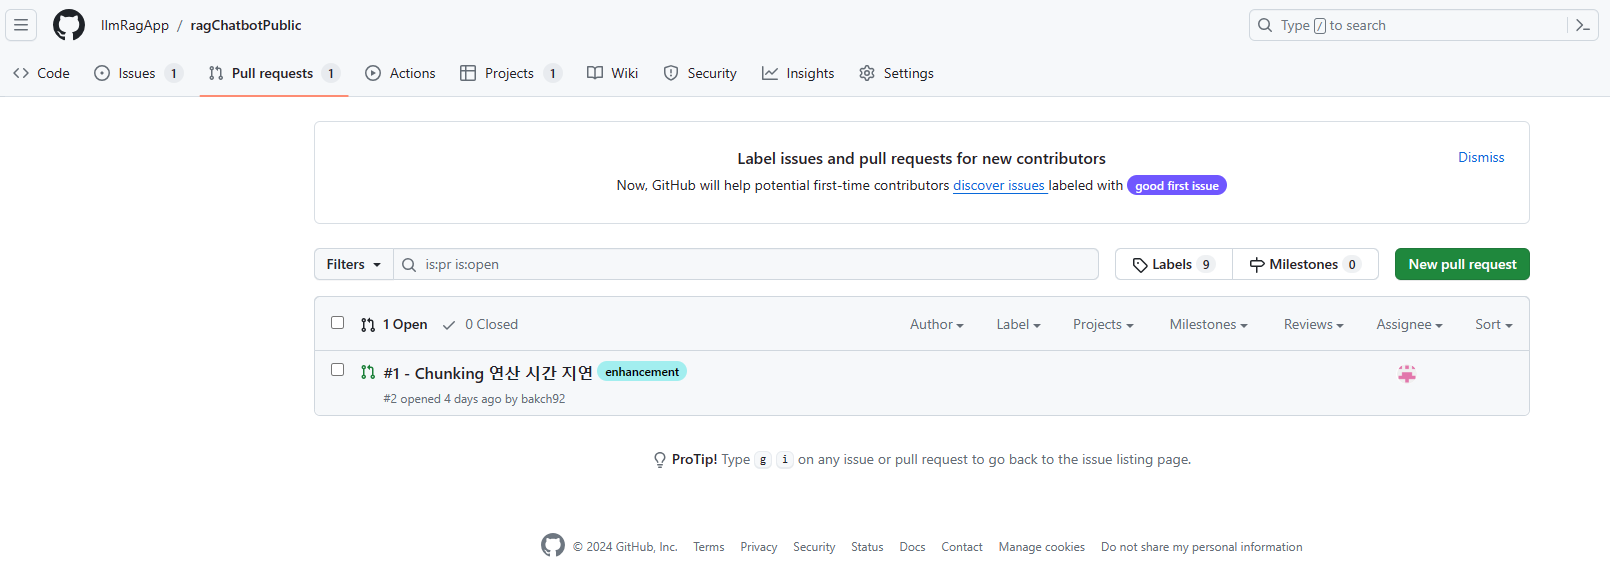 llmRagApp / ragChatbotPublic
Type / to search
Code Issues 1 Pull requests 1 Actions Projects 1 Wiki Security Insights Settings
Label issues and pull requests for new contributors
Dismiss
Now, GitHub will help potential first-time contributors discover issues labeled with good first issue
Filters is:pr is:open Labels 9 Milestones 0 New pull request
1 Open 0 Closed Author Label Projects Milestones Reviews Assignee Sort
#1 - Chunking 연산 시간 지연 enhancement
#2 opened 4 days ago by bakch92
ProTip! Type g i on any issue or pull request to go back to the issue listing page.
© 2024 GitHub, Inc. Terms Privacy Security Status Docs Contact Manage cookies Do not share my personal information